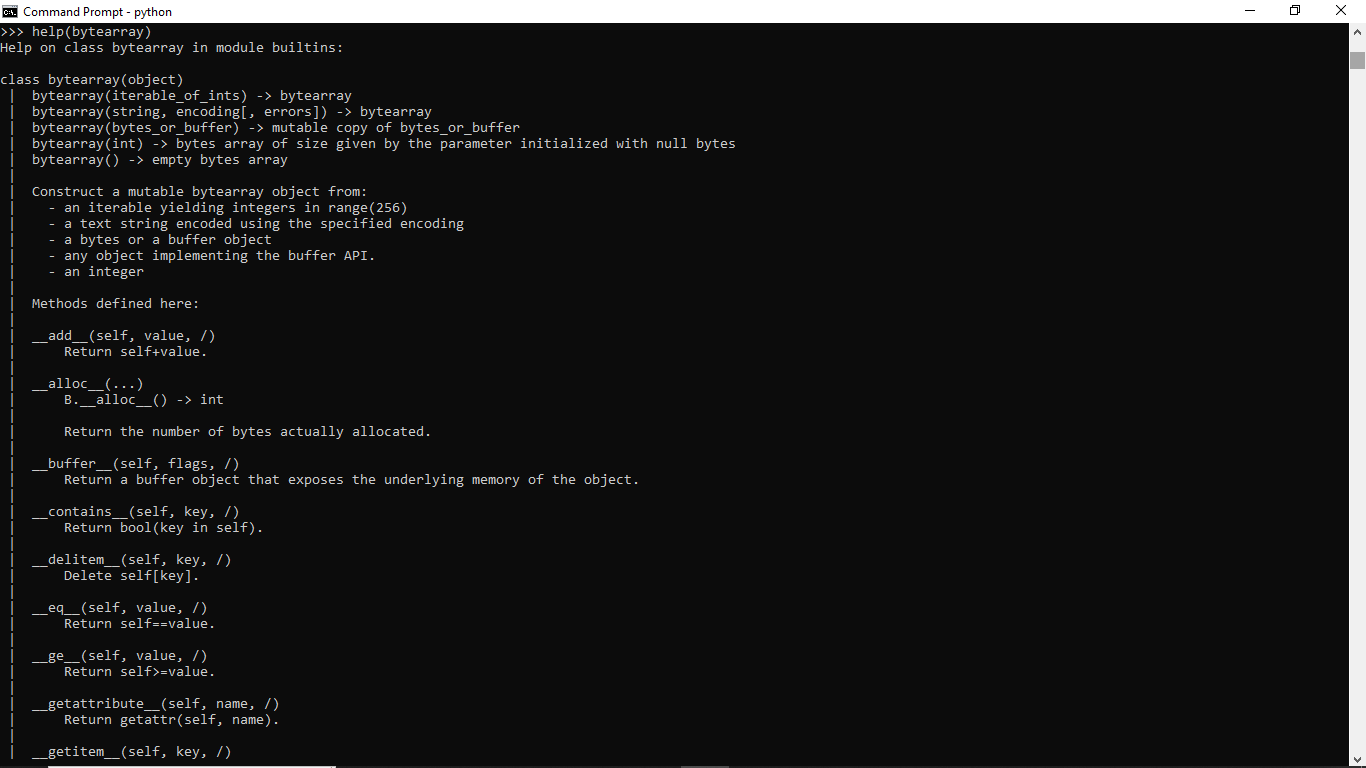 Command Prompt - python
>>> help(bytearray)
Help on class bytearray in module builtins:

class bytearray(object)
 |  bytearray(iterable_of_ints) -> bytearray
 |  bytearray(string, encoding[, errors]) -> bytearray
 |  bytearray(bytes_or_buffer) -> mutable copy of bytes_or_buffer
 |  bytearray(int) -> bytes array of size given by the parameter initialized with null bytes
 |  bytearray() -> empty bytes array
 |
 |  Construct a mutable bytearray object from:
 |    - an iterable yielding integers in range(256)
 |    - a text string encoded using the specified encoding
 |    - a bytes or a buffer object
 |    - any object implementing the buffer API.
 |    - an integer
 |
 |  Methods defined here:
 |
 |  __add__(self, value, /)
 |      Return self+value.
 |
 |  __alloc__(...)
 |      B.__alloc__() -> int
 |
 |      Return the number of bytes actually allocated.
 |
 |  __buffer__(self, flags, /)
 |      Return a buffer object that exposes the underlying memory of the object.
 |
 |  __contains__(self, key, /)
 |      Return bool(key in self).
 |
 |  __delitem__(self, key, /)
 |      Delete self[key].
 |
 |  __eq__(self, value, /)
 |      Return self==value.
 |
 |  __ge__(self, value, /)
 |      Return self>=value.
 |
 |  __getattribute__(self, name, /)
 |      Return getattr(self, name).
 |
 |  __getitem__(self, key, /)